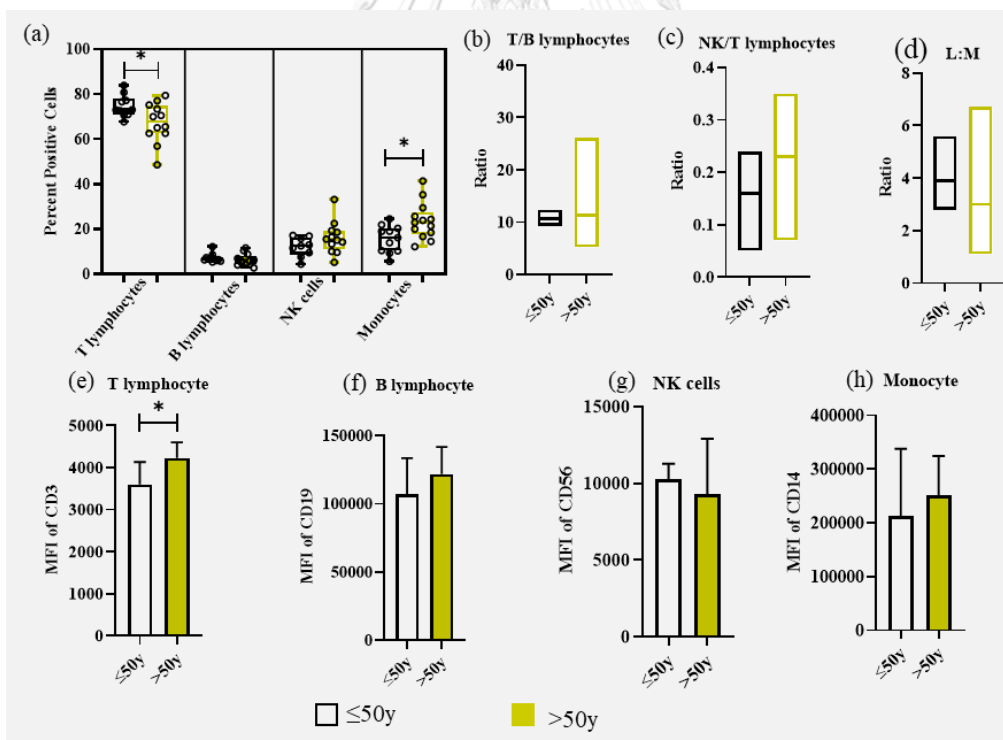 (a)
*
*
Percent Positive Cells
100
80
60
40
20
0
T lymphocytes
B lymphocytes
NK cells
Monocytes
(b) T/B lymphocytes
Ratio
40
30
20
10
0
≤50y
>50y
(c) NK/T lymphocytes
Ratio
0.4
0.3
0.2
0.1
0.0
≤50y
>50y
(d) L:M
Ratio
8
6
4
2
0
≤50y
>50y
(e) T lymphocyte
*
MFI of CD3
5000
4000
3000
2000
1000
0
≤50y
>50y
(f) B lymphocyte
MFI of CD19
150000
100000
50000
0
≤50y
>50y
(g) NK cells
MFI of CD56
15000
10000
5000
0
≤50y
>50y
(h) Monocyte
MFI of CD14
400000
300000
200000
100000
0
≤50y
>50y
≤50y
>50y